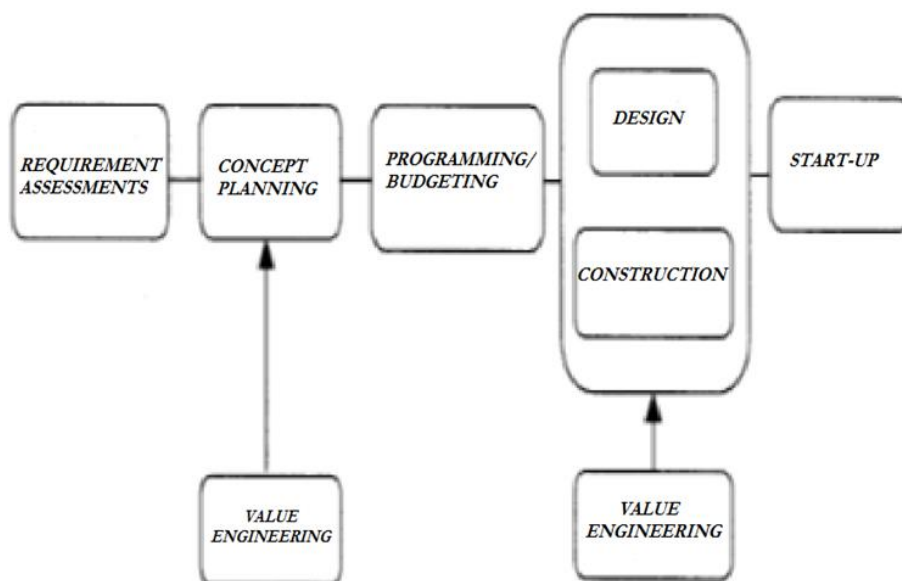 REQUIREMENT
ASSESSMENTS
CONCEPT
PLANNING
PROGRAMMING/
BUDGETING
DESIGN
CONSTRUCTION
START-UP
VALUE
ENGINEERING
VALUE
ENGINEERING